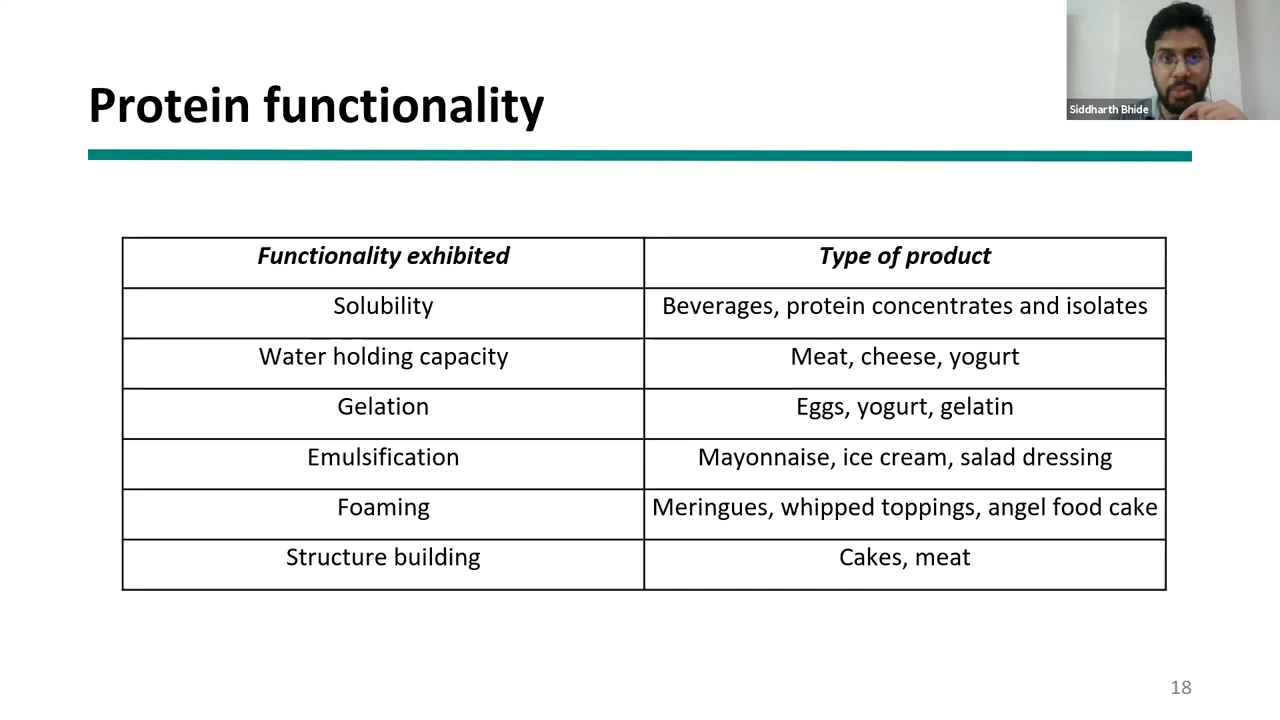 Protein functionality
Siddharth Bhide
Functionality exhibited
Type of product
Solubility
Beverages, protein concentrates and isolates
Water holding capacity
Meat, cheese, yogurt
Gelation
Eggs, yogurt, gelatin
Emulsification
Mayonnaise, ice cream, salad dressing
Foaming
Meringues, whipped toppings, angel food cake
Structure building
Cakes, meat
18